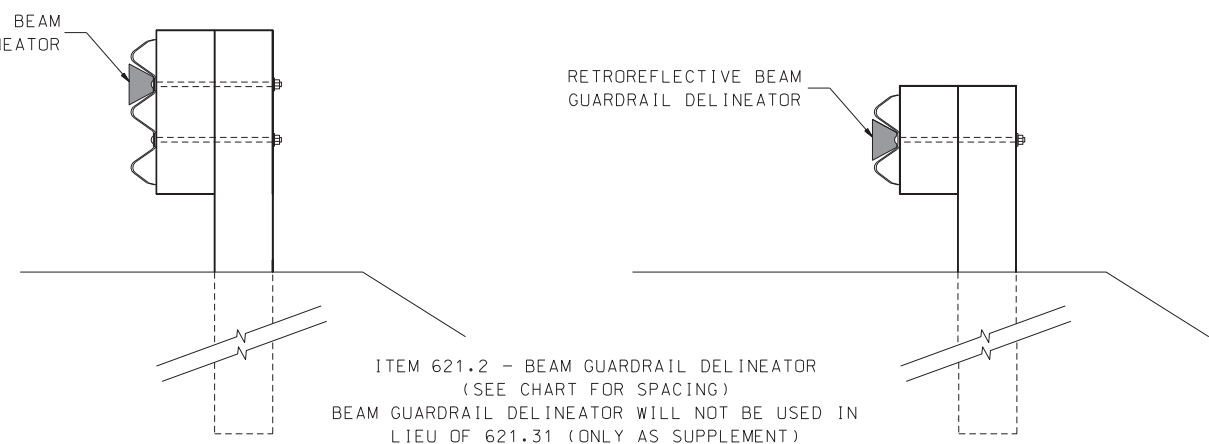 BEAM
RETROREFLECTIVE BEAM
GUARDRAIL DELINEATOR
ITEM 621.2 - BEAM GUARDRAIL DELINEATOR
(SEE CHART FOR SPACING)
BEAM GUARDRAIL DELINEATOR WILL NOT BE USED IN
LIEU OF 621.31 (ONLY AS SUPPLEMENT)